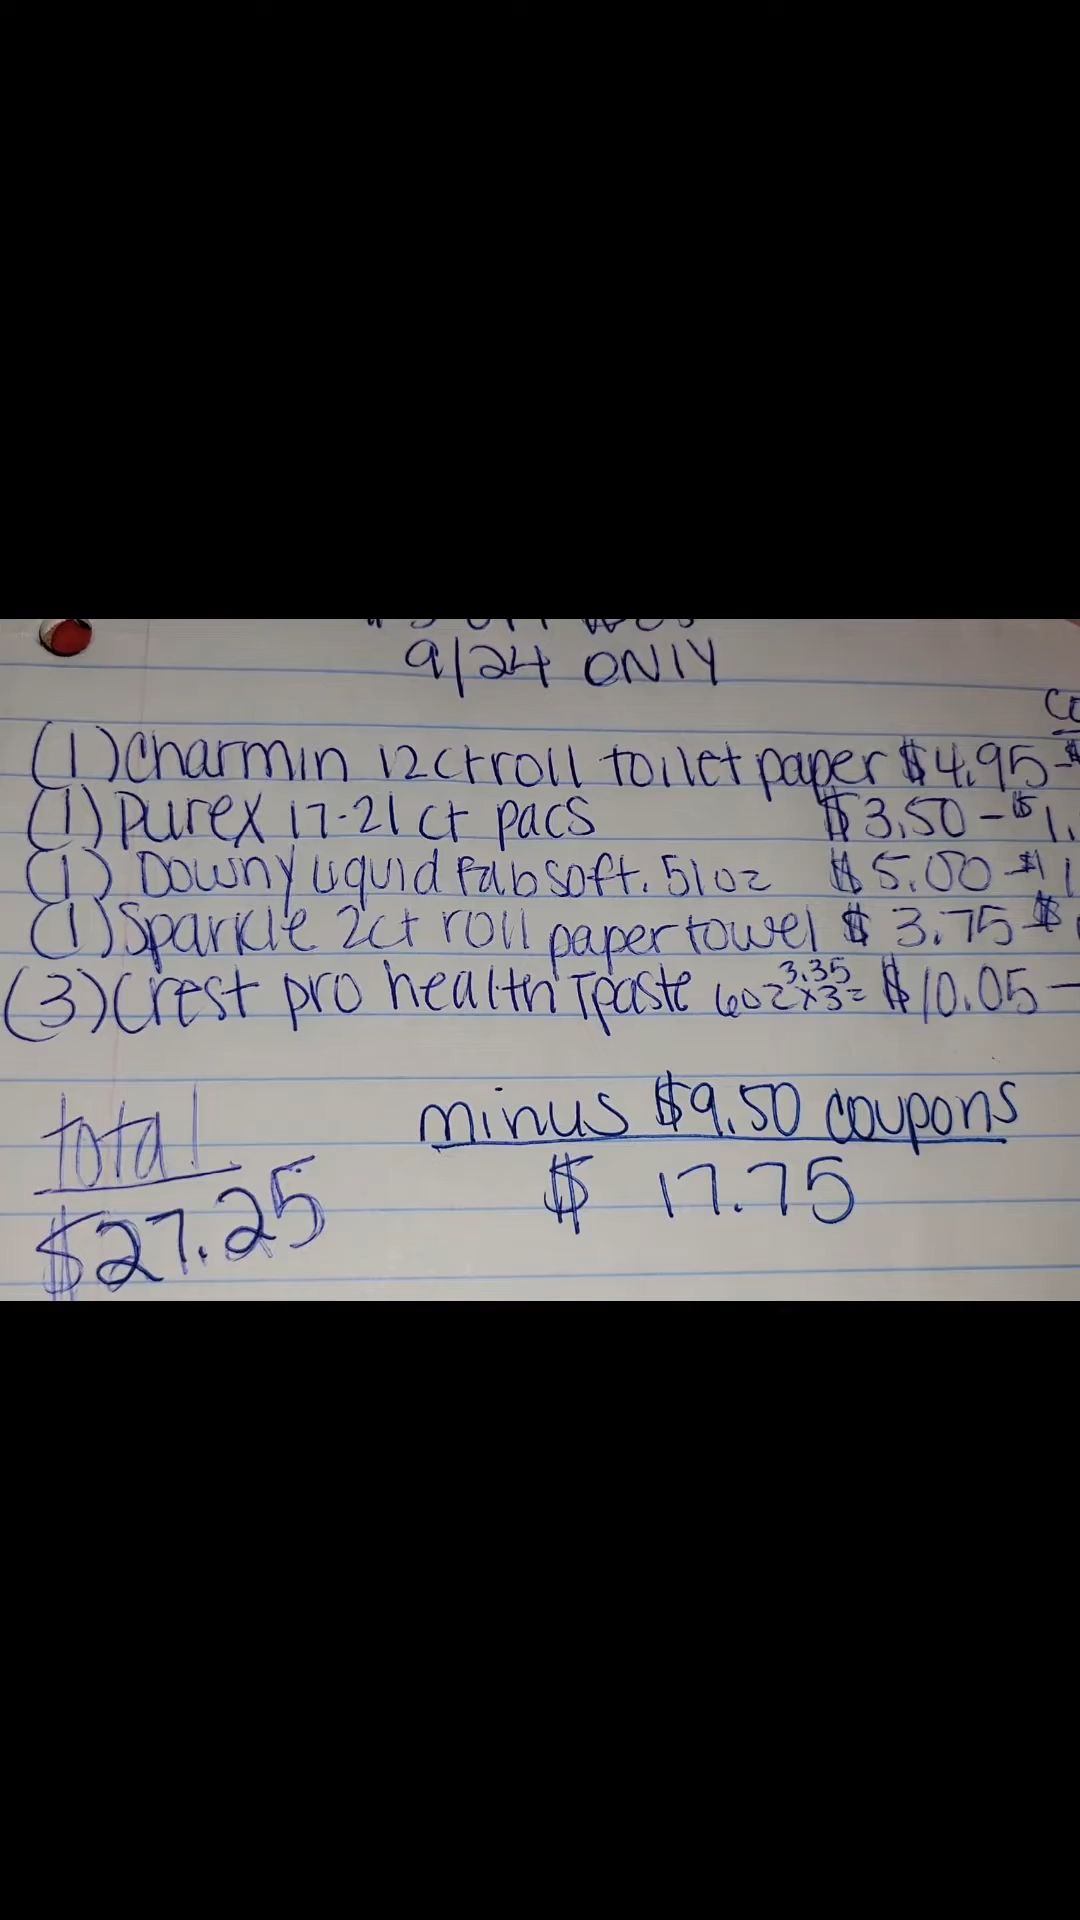 9/24 ONLY
(1) Charmin 12ct roll toilet paper $4.95 -$
(1) Purex 17-21 ct pacs $3.50 - $1.
(1) Downy Liquid Fab soft. 51oz $5.00 - $1
(1) Sparkle 2ct roll paper towel $ 3.75 $
3.35
(3) Crest pro health Tpaste 6oz x3= $10.05 -
total minus $9.50 coupons
$27.25 $ 17.75